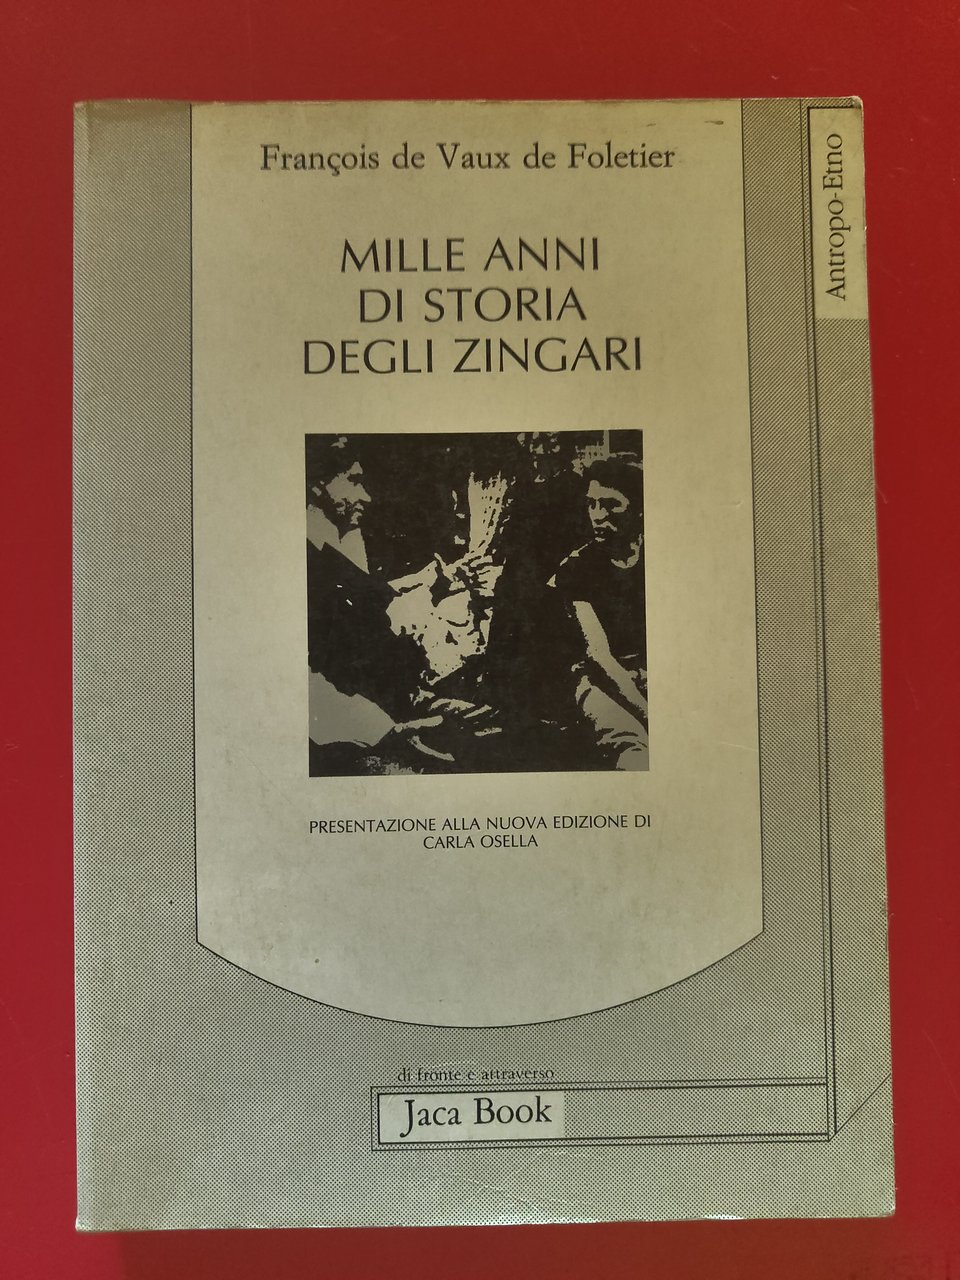 François de Vaux de Foletier
MILLE ANNI
DI STORIA
DEGLI ZINGARI
Antropo-Etno
PRESENTAZIONE ALLA NUOVA EDIZIONE DI
CARLA OSELLA
di fronte e attraverso
Jaca Book